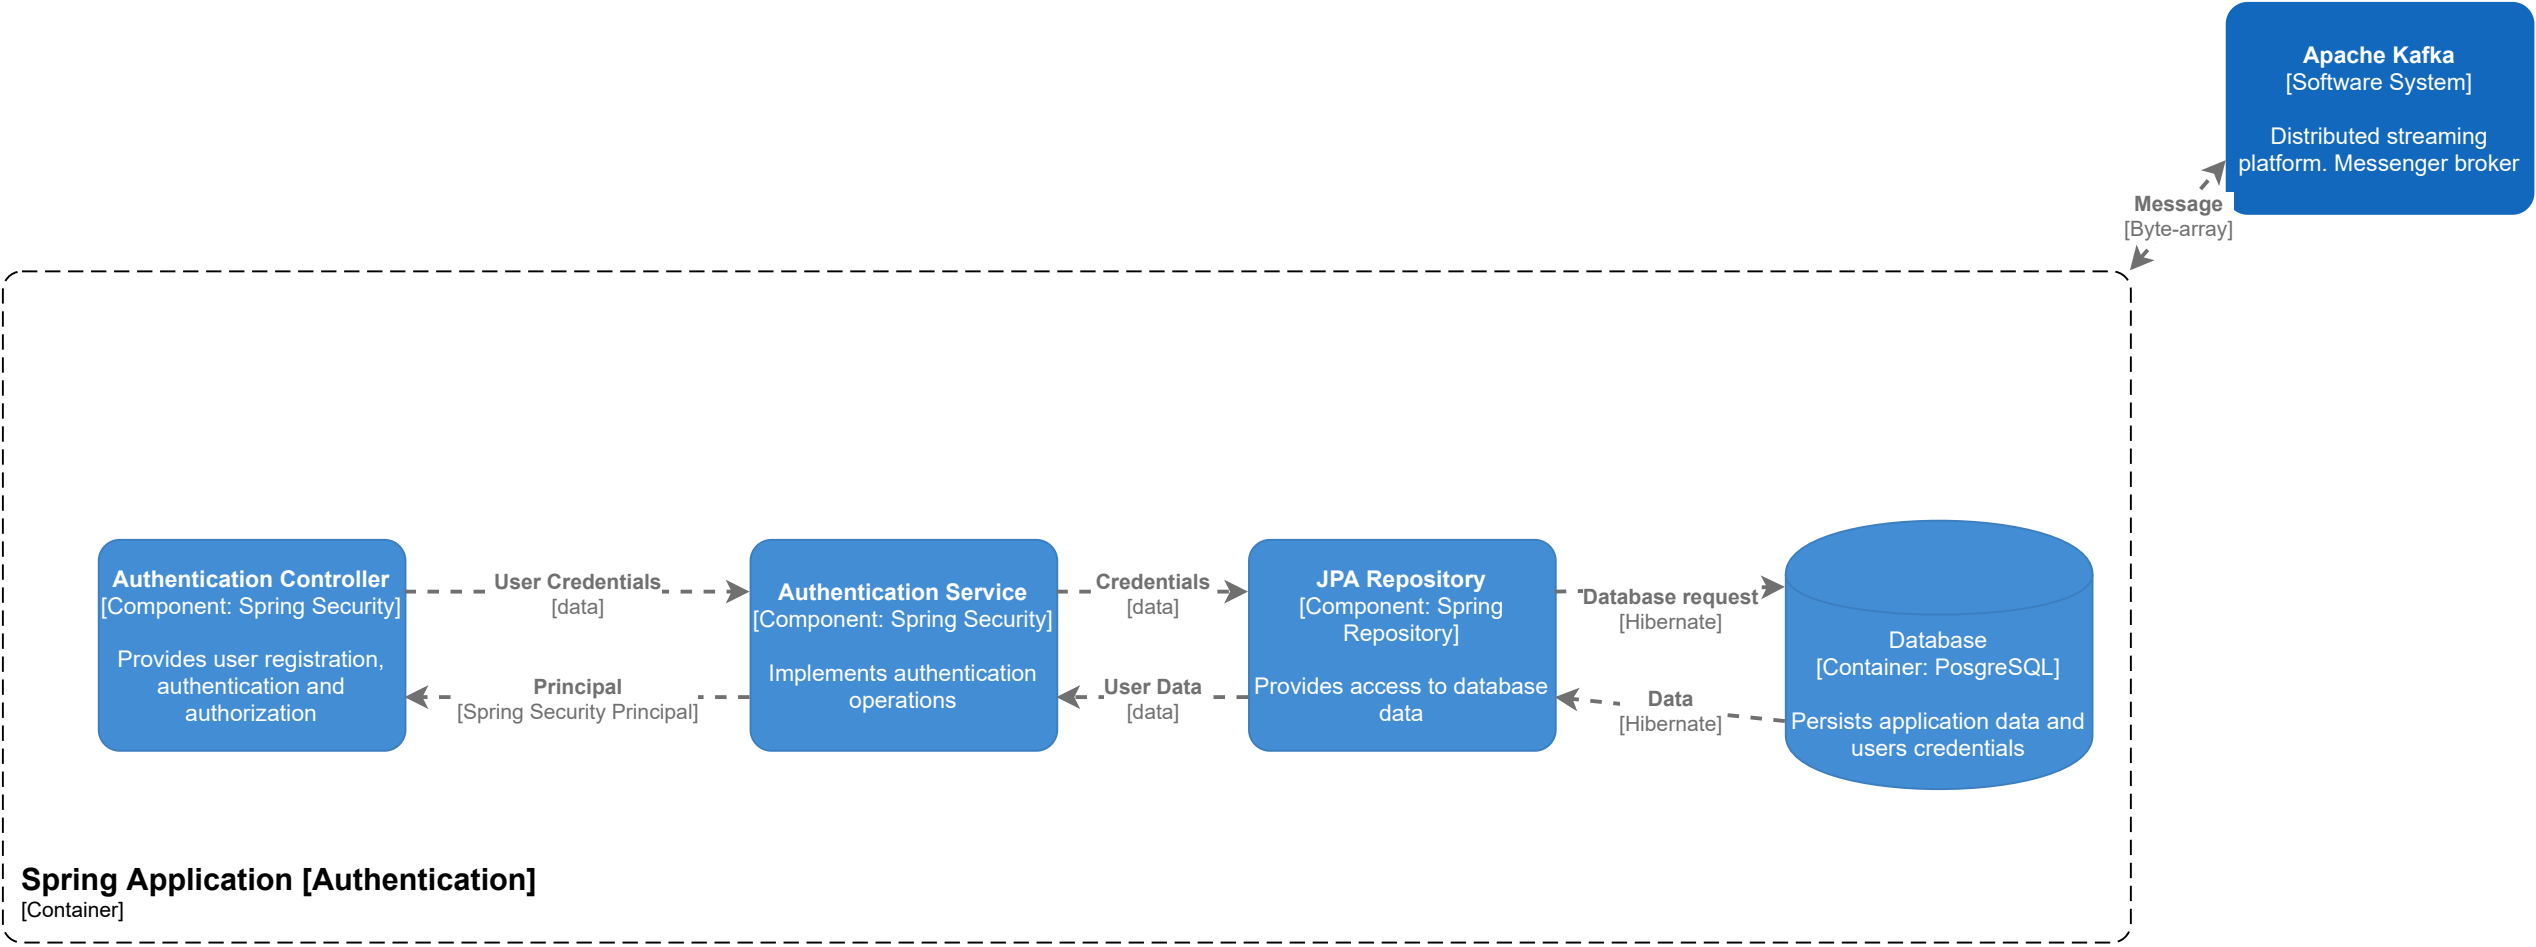 Apache Kafka
[Software System]
Distributed streaming
platform. Messenger broker
Message
[Byte-array]
Authentication Controller
[Component: Spring Security]
Provides user registration,
authentication and
authorization
User Credentials
[data]
Principal
[Spring Security Principal]
Authentication Service
[Component: Spring Security]
Implements authentication
operations
Credentials
[data]
User Data
[data]
JPA Repository
[Component: Spring
Repository]
Provides access to database
data
Database request
[Hibernate]
Data
[Hibernate]
Database
[Container: PosgreSQL]
Persists application data and
users credentials
Spring Application [Authentication]
[Container]